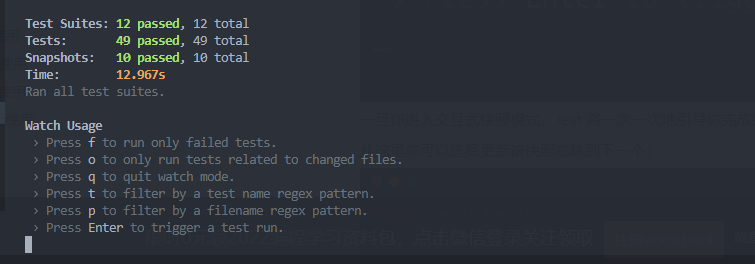 Test Suites: 12 passed, 12 total
Tests: 49 passed, 49 total
Snapshots: 10 passed, 10 total
Time: 12.967s
Ran all test suites.
Watch Usage
› Press f to run only failed tests.
› Press o to only run tests related to changed files.
› Press q to quit watch mode.
› Press t to filter by a test name regex pattern.
› Press p to filter by a filename regex pattern.
› Press Enter to trigger a test run.